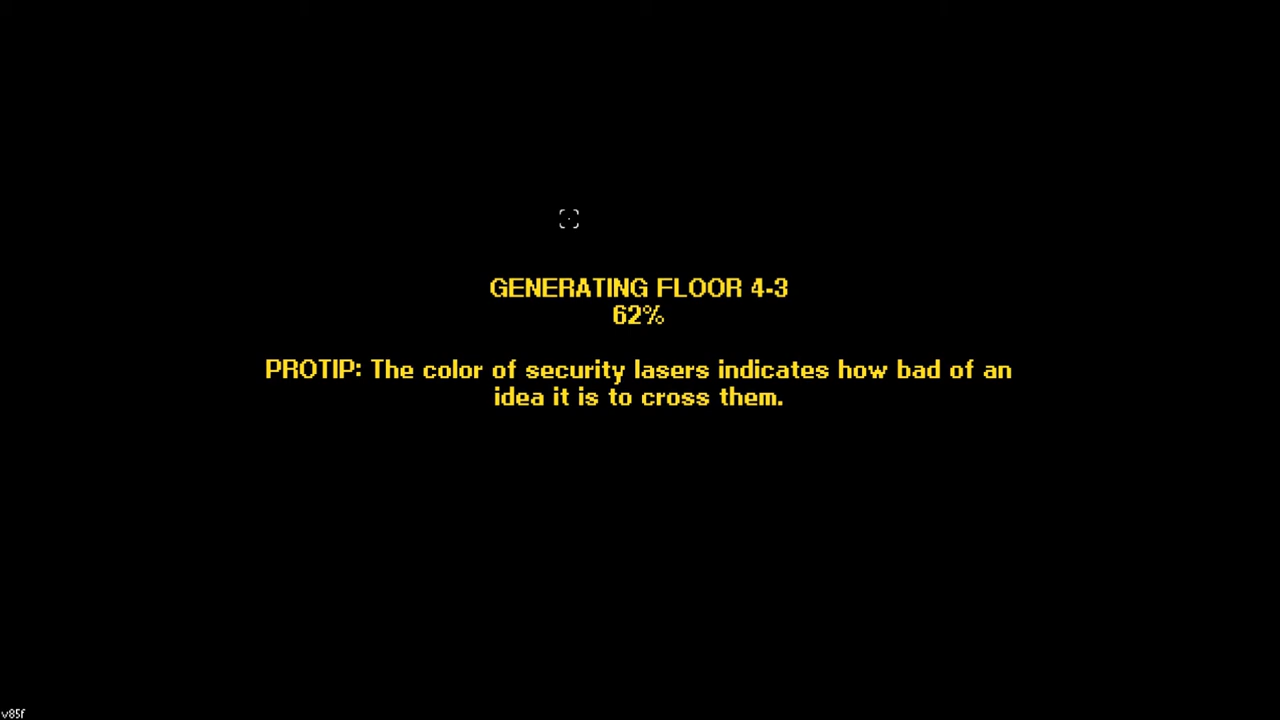 GENERATING FLOOR 4-3
62%
PROTIP: The color of security lasers indicates how bad of an
idea it is to cross them.
v85f